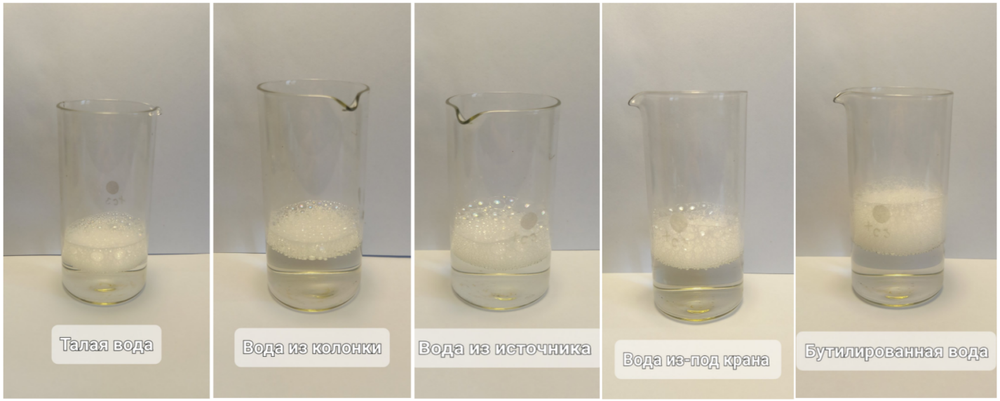 Талая вода
Вода из колонки
Вода из источника
Вода из-под крана
Бутилированная вода